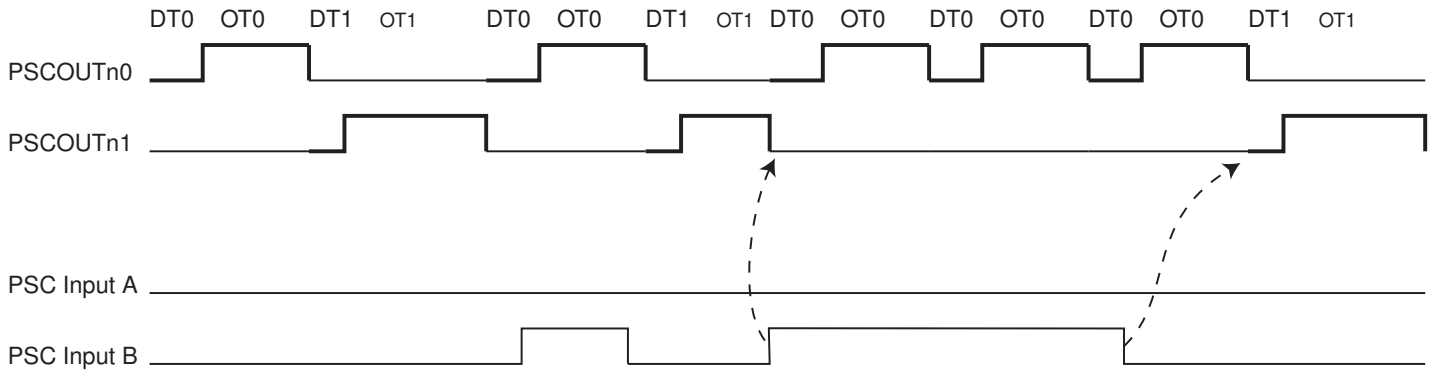 DT0 OT0 DT1 OT1 DT0 OT0 DT1 OT1 DT0 OT0 DT0 OT0 DT0 OT0 DT1 OT1
PSCOUTn0
PSCOUTn1
PSC Input A
PSC Input B